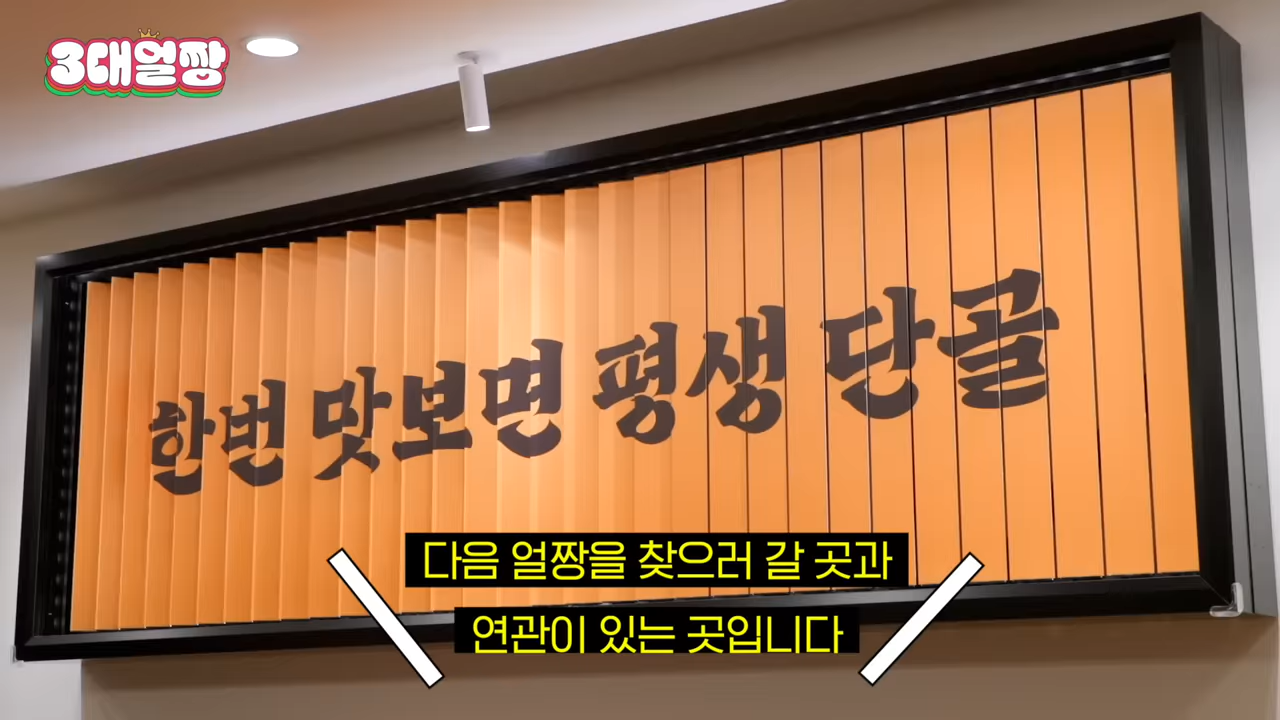 3대얼짱
한번 맛보면 평생 단골
다음 얼짱을 찾으러 갈 곳과
연관이 있는 곳입니다